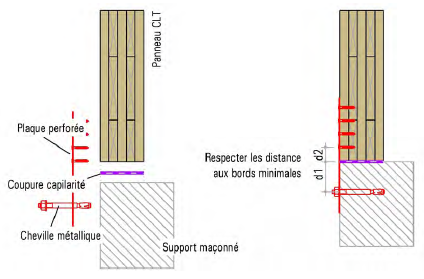 Panneau CLT
Plaque perforée
Coupure capilarité
Cheville métallique
Support maçonné
Respecter les distance
aux bords minimales
d2
d1